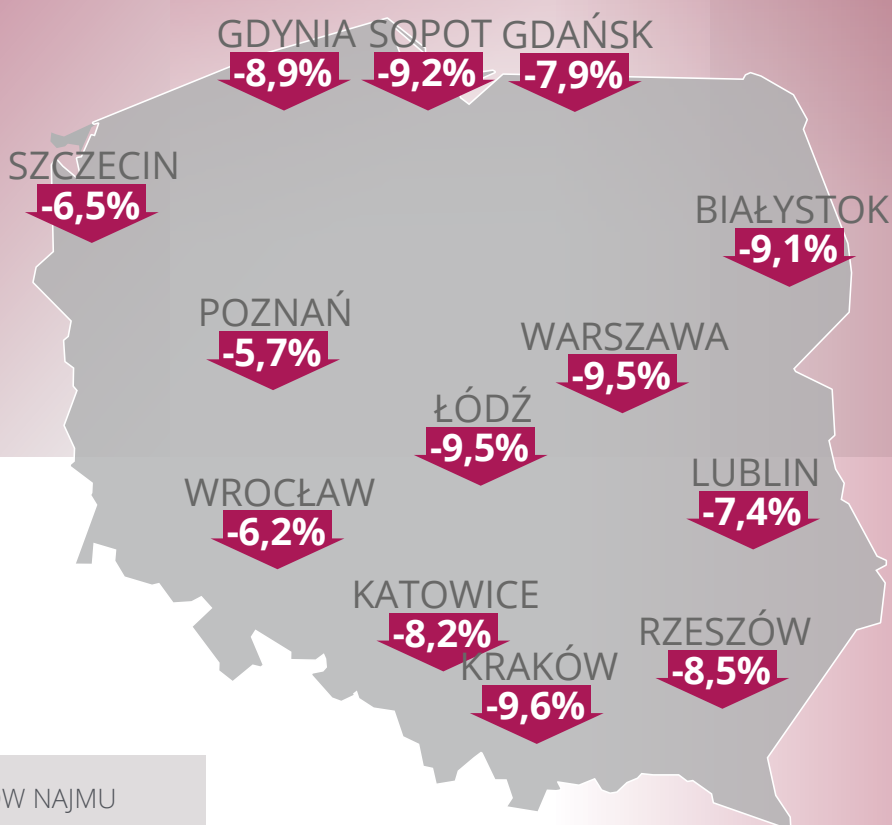 GDYNIA SOPOT GDAŃSK
-8,9% -9,2% -7,9%
SZCZECIN
-6,5%
BIAŁYSTOK
-9,1%
POZNAŃ
-5,7%
WARSZAWA
-9,5%
ŁÓDŹ
-9,5%
LUBLIN
-7,4%
WROCŁAW
-6,2%
KATOWICE
-8,2%
RZESZÓW
-8,5%
KRAKÓW
-9,6%
NAJMU